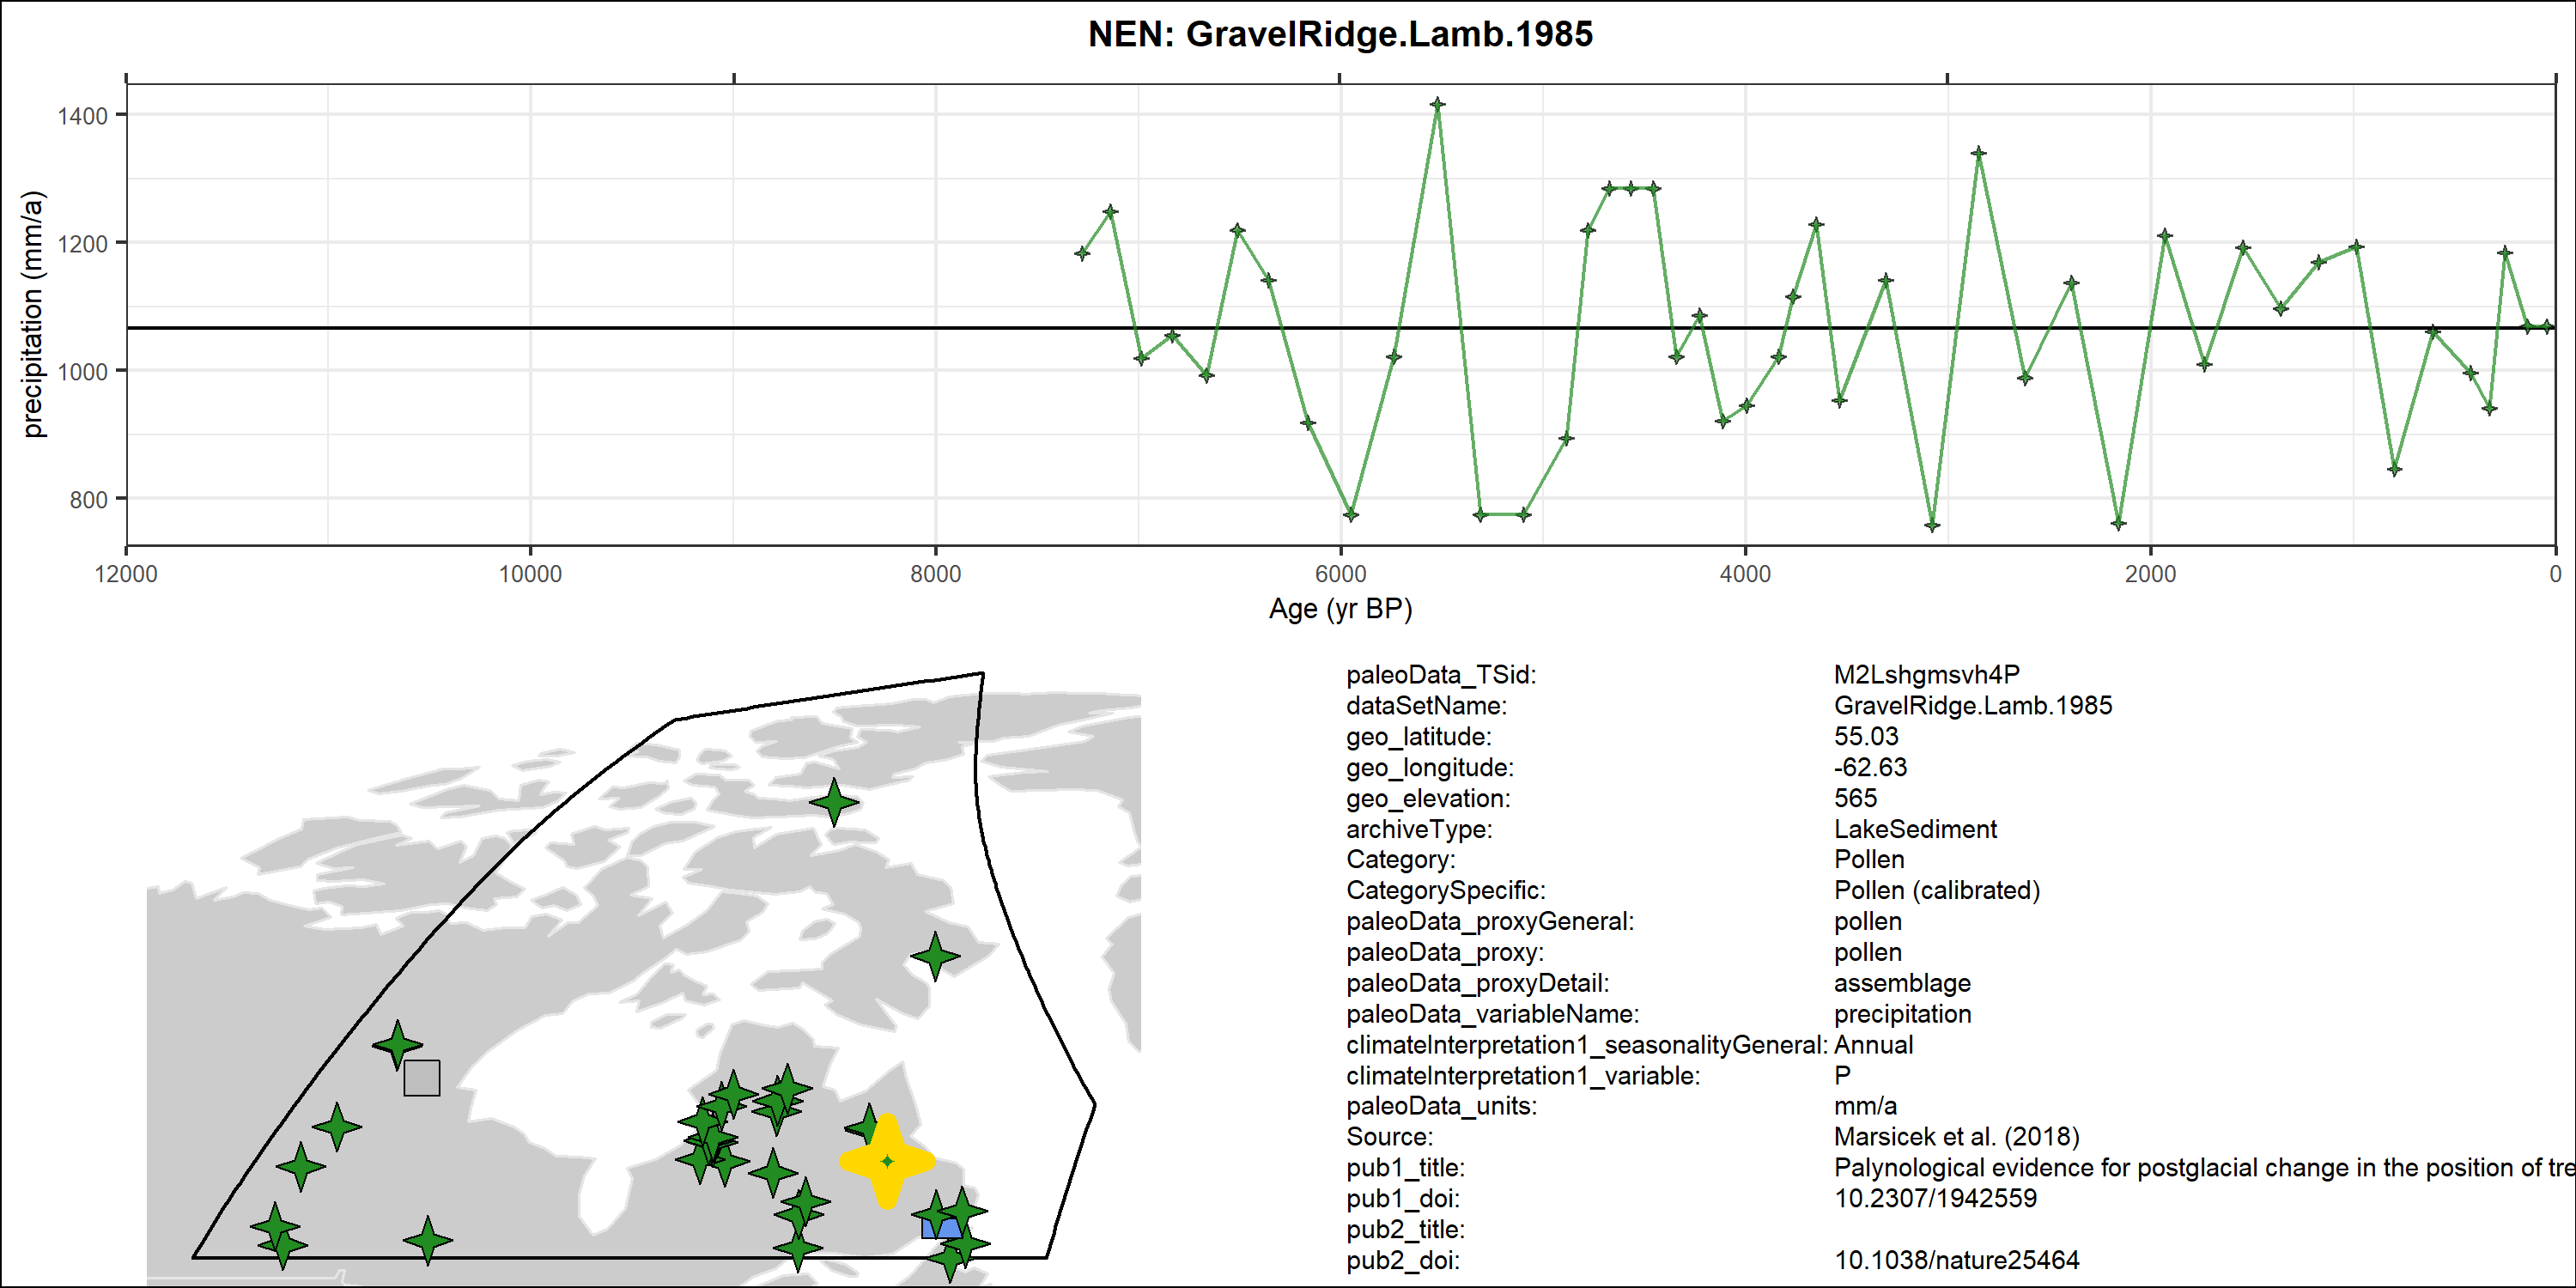 NEN: GravelRidge.Lamb.1985
precipitation (mm/a)
1400
1200
1000
800
12000 10000 8000 6000 4000 2000 0
Age (yr BP)
paleoData_TSid: M2Lshgmsvh4P
dataSetName: GravelRidge.Lamb.1985
geo_latitude: 55.03
geo_longitude: -62.63
geo_elevation: 565
archiveType: LakeSediment
Category: Pollen
CategorySpecific: Pollen (calibrated)
paleoData_proxyGeneral: pollen
paleoData_proxy: pollen
paleoData_proxyDetail: assemblage
paleoData_variableName: precipitation
climateInterpretation1_seasonalityGeneral: Annual
climateInterpretation1_variable: P
paleoData_units: mm/a
Source: Marsicek et al. (2018)
pub1_title: Palynological evidence for postglacial change in the position of tre
pub1_doi: 10.2307/1942559
pub2_title:
pub2_doi: 10.1038/nature25464